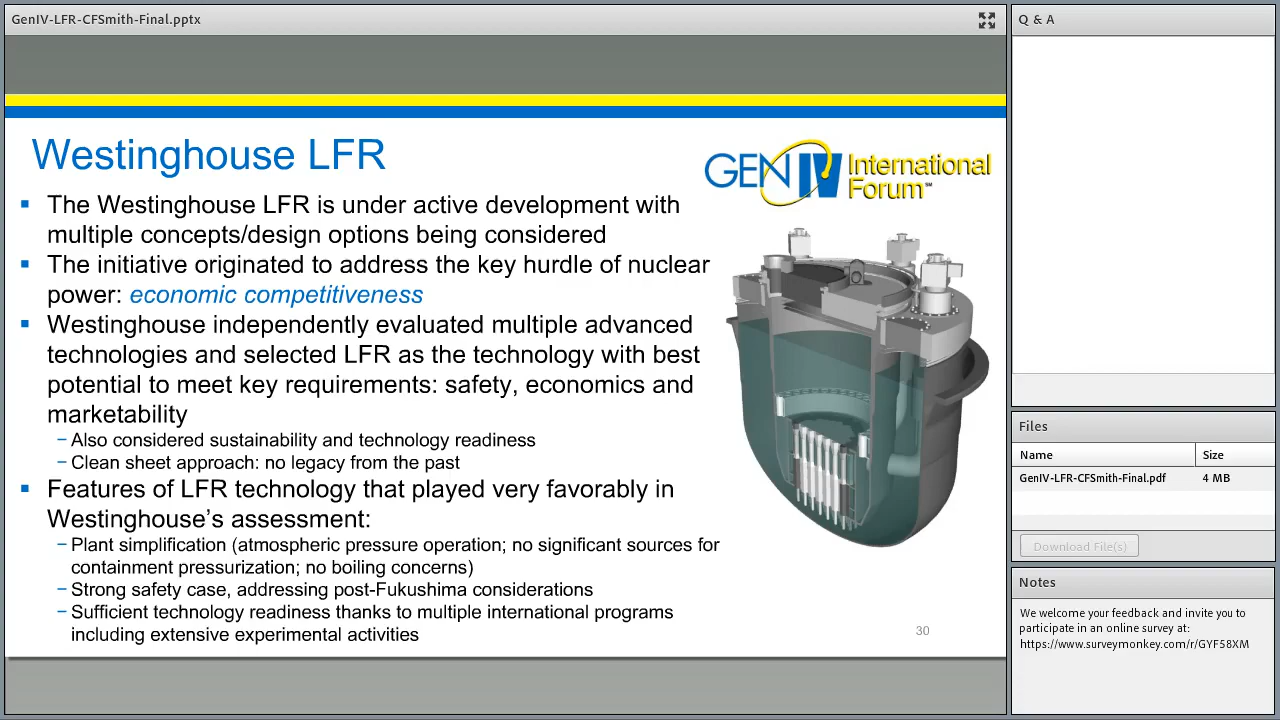 GenIV-LFR-CFSmith-Final.pptx
Westinghouse LFR
GEN IV International
Forum℠
▪ The Westinghouse LFR is under active development with
multiple concepts/design options being considered
▪ The initiative originated to address the key hurdle of nuclear
power: economic competitiveness
▪ Westinghouse independently evaluated multiple advanced
technologies and selected LFR as the technology with best
potential to meet key requirements: safety, economics and
marketability
− Also considered sustainability and technology readiness
− Clean sheet approach: no legacy from the past
▪ Features of LFR technology that played very favorably in
Westinghouse’s assessment:
− Plant simplification (atmospheric pressure operation; no significant sources for
containment pressurization; no boiling concerns)
− Strong safety case, addressing post-Fukushima considerations
− Sufficient technology readiness thanks to multiple international programs
including extensive experimental activities
30
Q & A
Files
Name Size
GenIV-LFR-CFSmith-Final.pdf 4 MB
Download File(s)
Notes
We welcome your feedback and invite you to
participate in an online survey at:
https://www.surveymonkey.com/r/GYF58XM